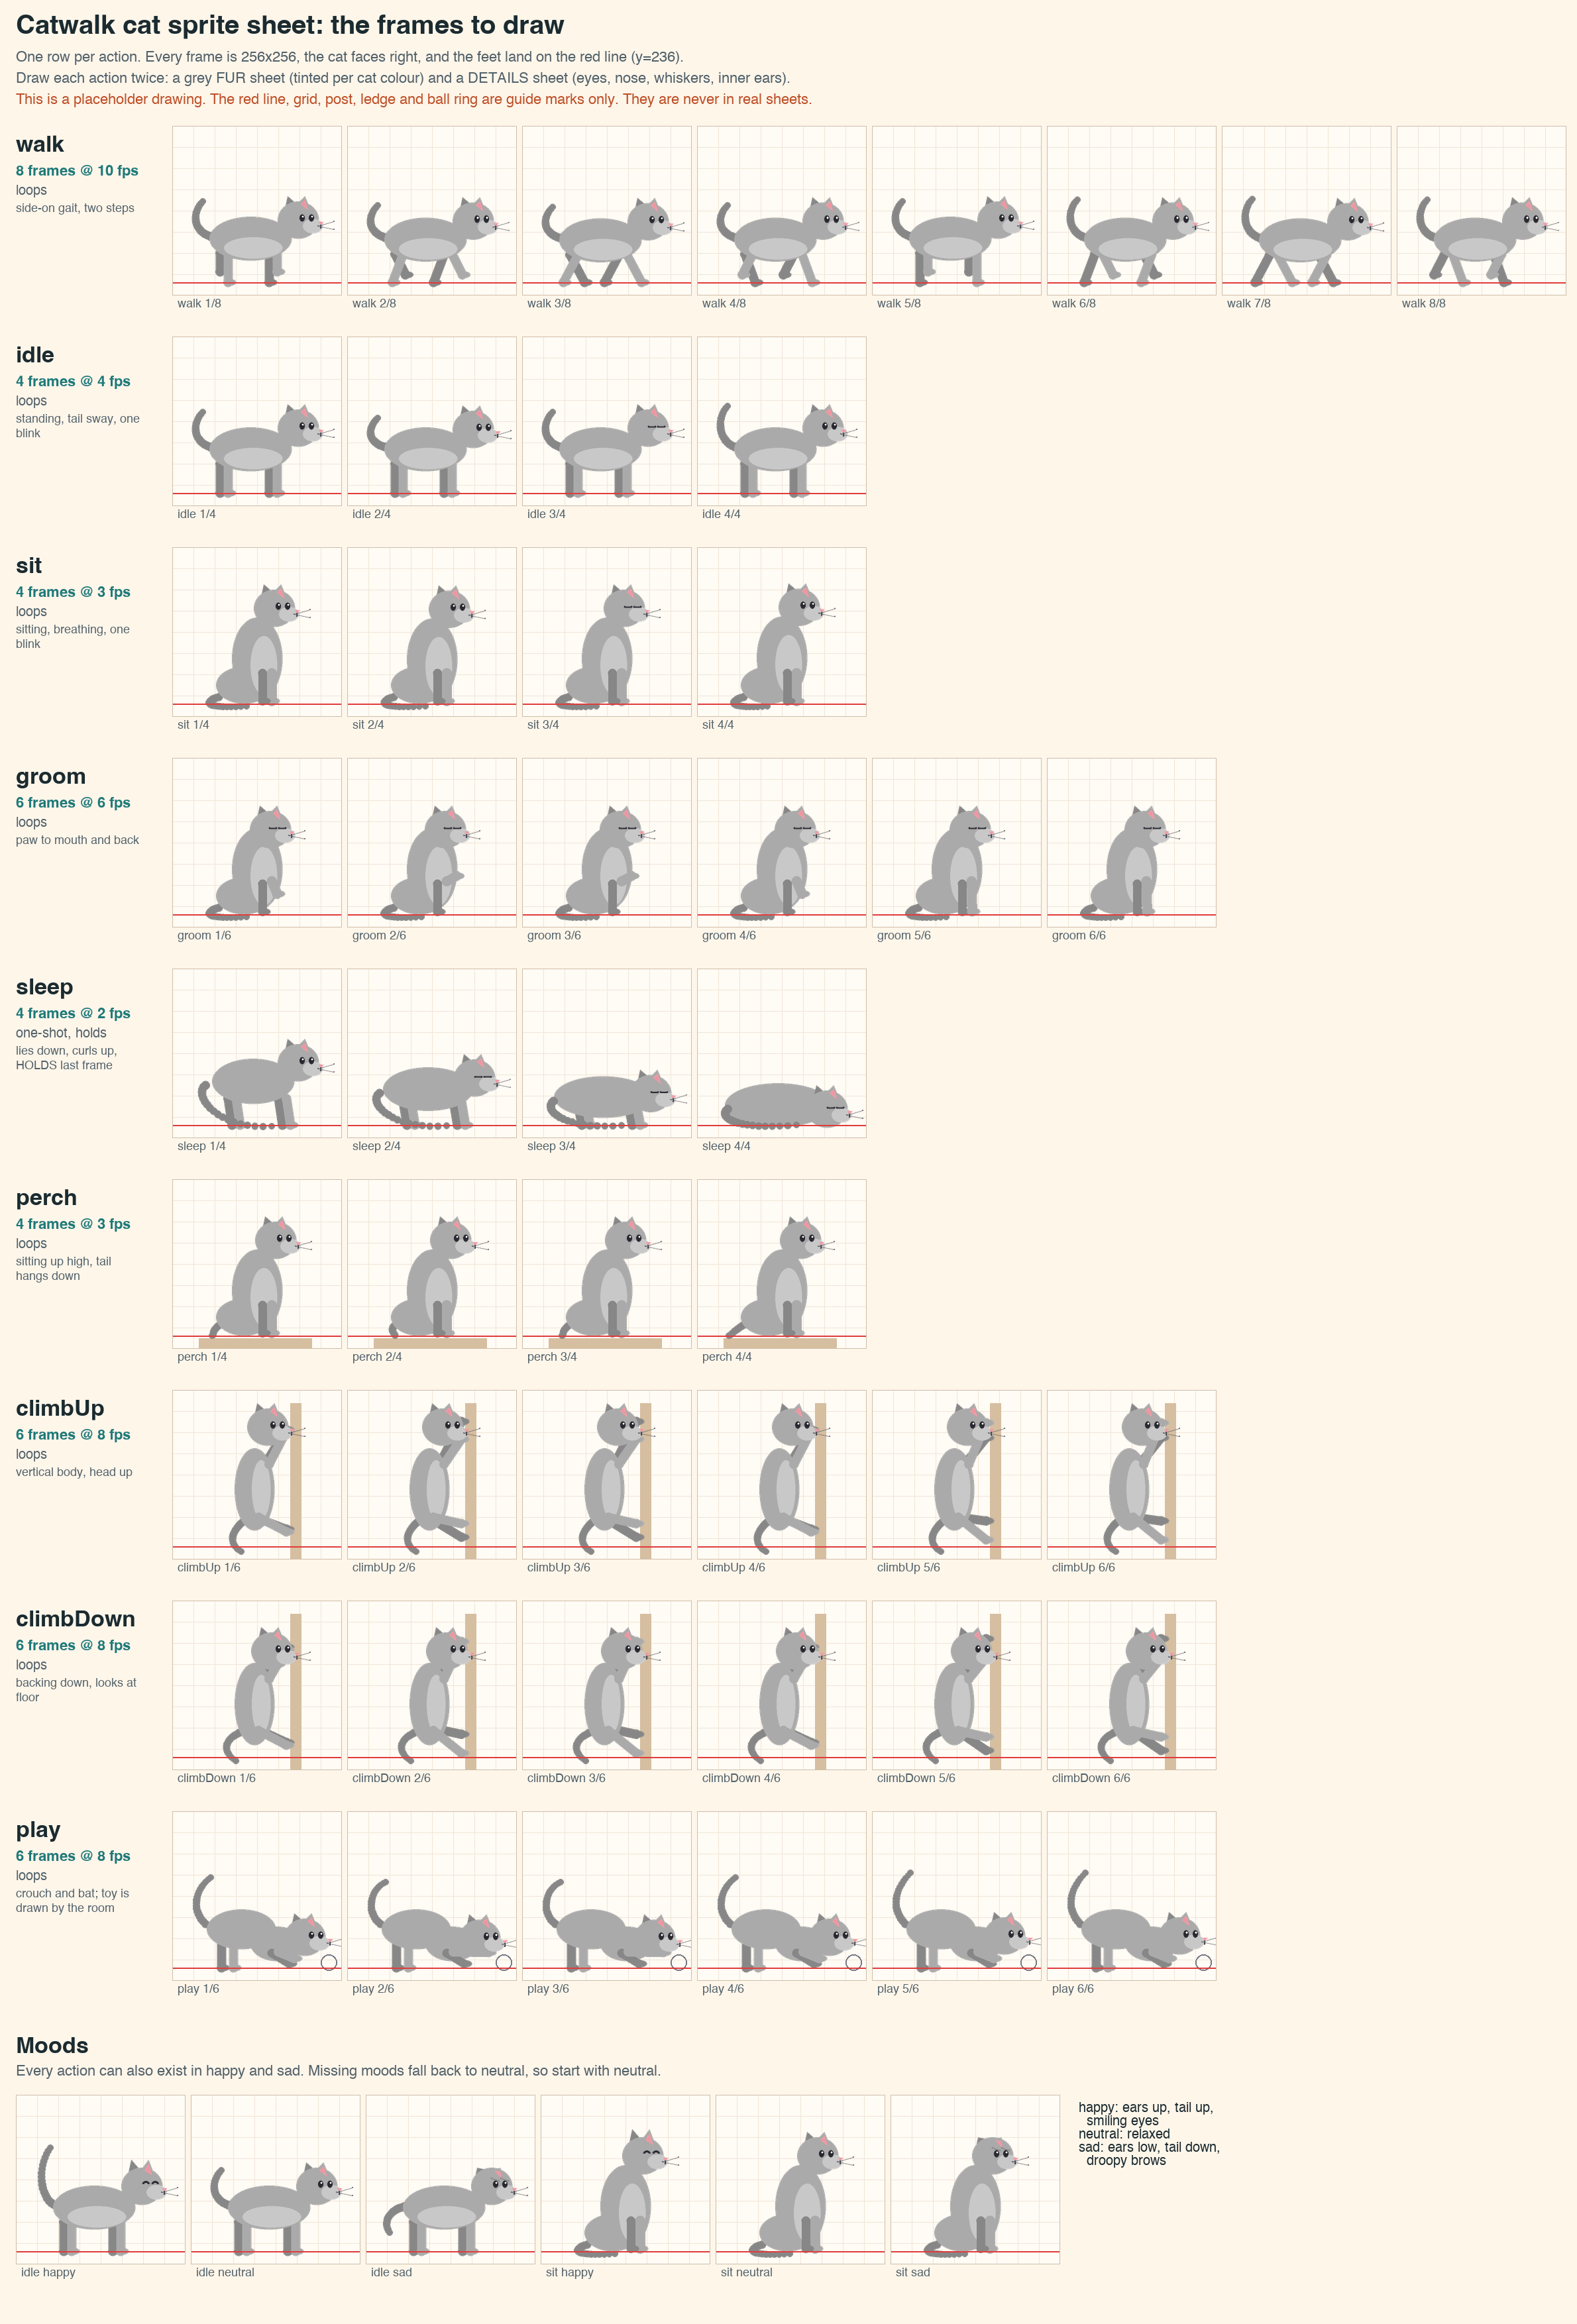 Catwalk cat sprite sheet: the frames to draw
One row per action. Every frame is 256x256, the cat faces right, and the feet land on the red line (y=236).
Draw each action twice: a grey FUR sheet (tinted per cat colour) and a DETAILS sheet (eyes, nose, whiskers, inner ears).
This is a placeholder drawing. The red line, grid, post, ledge and ball ring are guide marks only. They are never in real sheets.
walk
8 frames @ 10 fps
loops
side-on gait, two steps
walk 1/8
walk 2/8
walk 3/8
walk 4/8
walk 5/8
walk 6/8
walk 7/8
walk 8/8
idle
4 frames @ 4 fps
loops
standing, tail sway, one
blink
idle 1/4
idle 2/4
idle 3/4
idle 4/4
sit
4 frames @ 3 fps
loops
sitting, breathing, one
blink
sit 1/4
sit 2/4
sit 3/4
sit 4/4
groom
6 frames @ 6 fps
loops
paw to mouth and back
groom 1/6
groom 2/6
groom 3/6
groom 4/6
groom 5/6
groom 6/6
sleep
4 frames @ 2 fps
one-shot, holds
lies down, curls up,
HOLDS last frame
sleep 1/4
sleep 2/4
sleep 3/4
sleep 4/4
perch
4 frames @ 3 fps
loops
sitting up high, tail
hangs down
perch 1/4
perch 2/4
perch 3/4
perch 4/4
climbUp
6 frames @ 8 fps
loops
vertical body, head up
climbUp 1/6
climbUp 2/6
climbUp 3/6
climbUp 4/6
climbUp 5/6
climbUp 6/6
climbDown
6 frames @ 8 fps
loops
backing down, looks at
floor
climbDown 1/6
climbDown 2/6
climbDown 3/6
climbDown 4/6
climbDown 5/6
climbDown 6/6
play
6 frames @ 8 fps
loops
crouch and bat; toy is
drawn by the room
play 1/6
play 2/6
play 3/6
play 4/6
play 5/6
play 6/6
Moods
Every action can also exist in happy and sad. Missing moods fall back to neutral, so start with neutral.
idle happy
idle neutral
idle sad
sit happy
sit neutral
sit sad
happy: ears up, tail up,
smiling eyes
neutral: relaxed
sad: ears low, tail down,
droopy brows